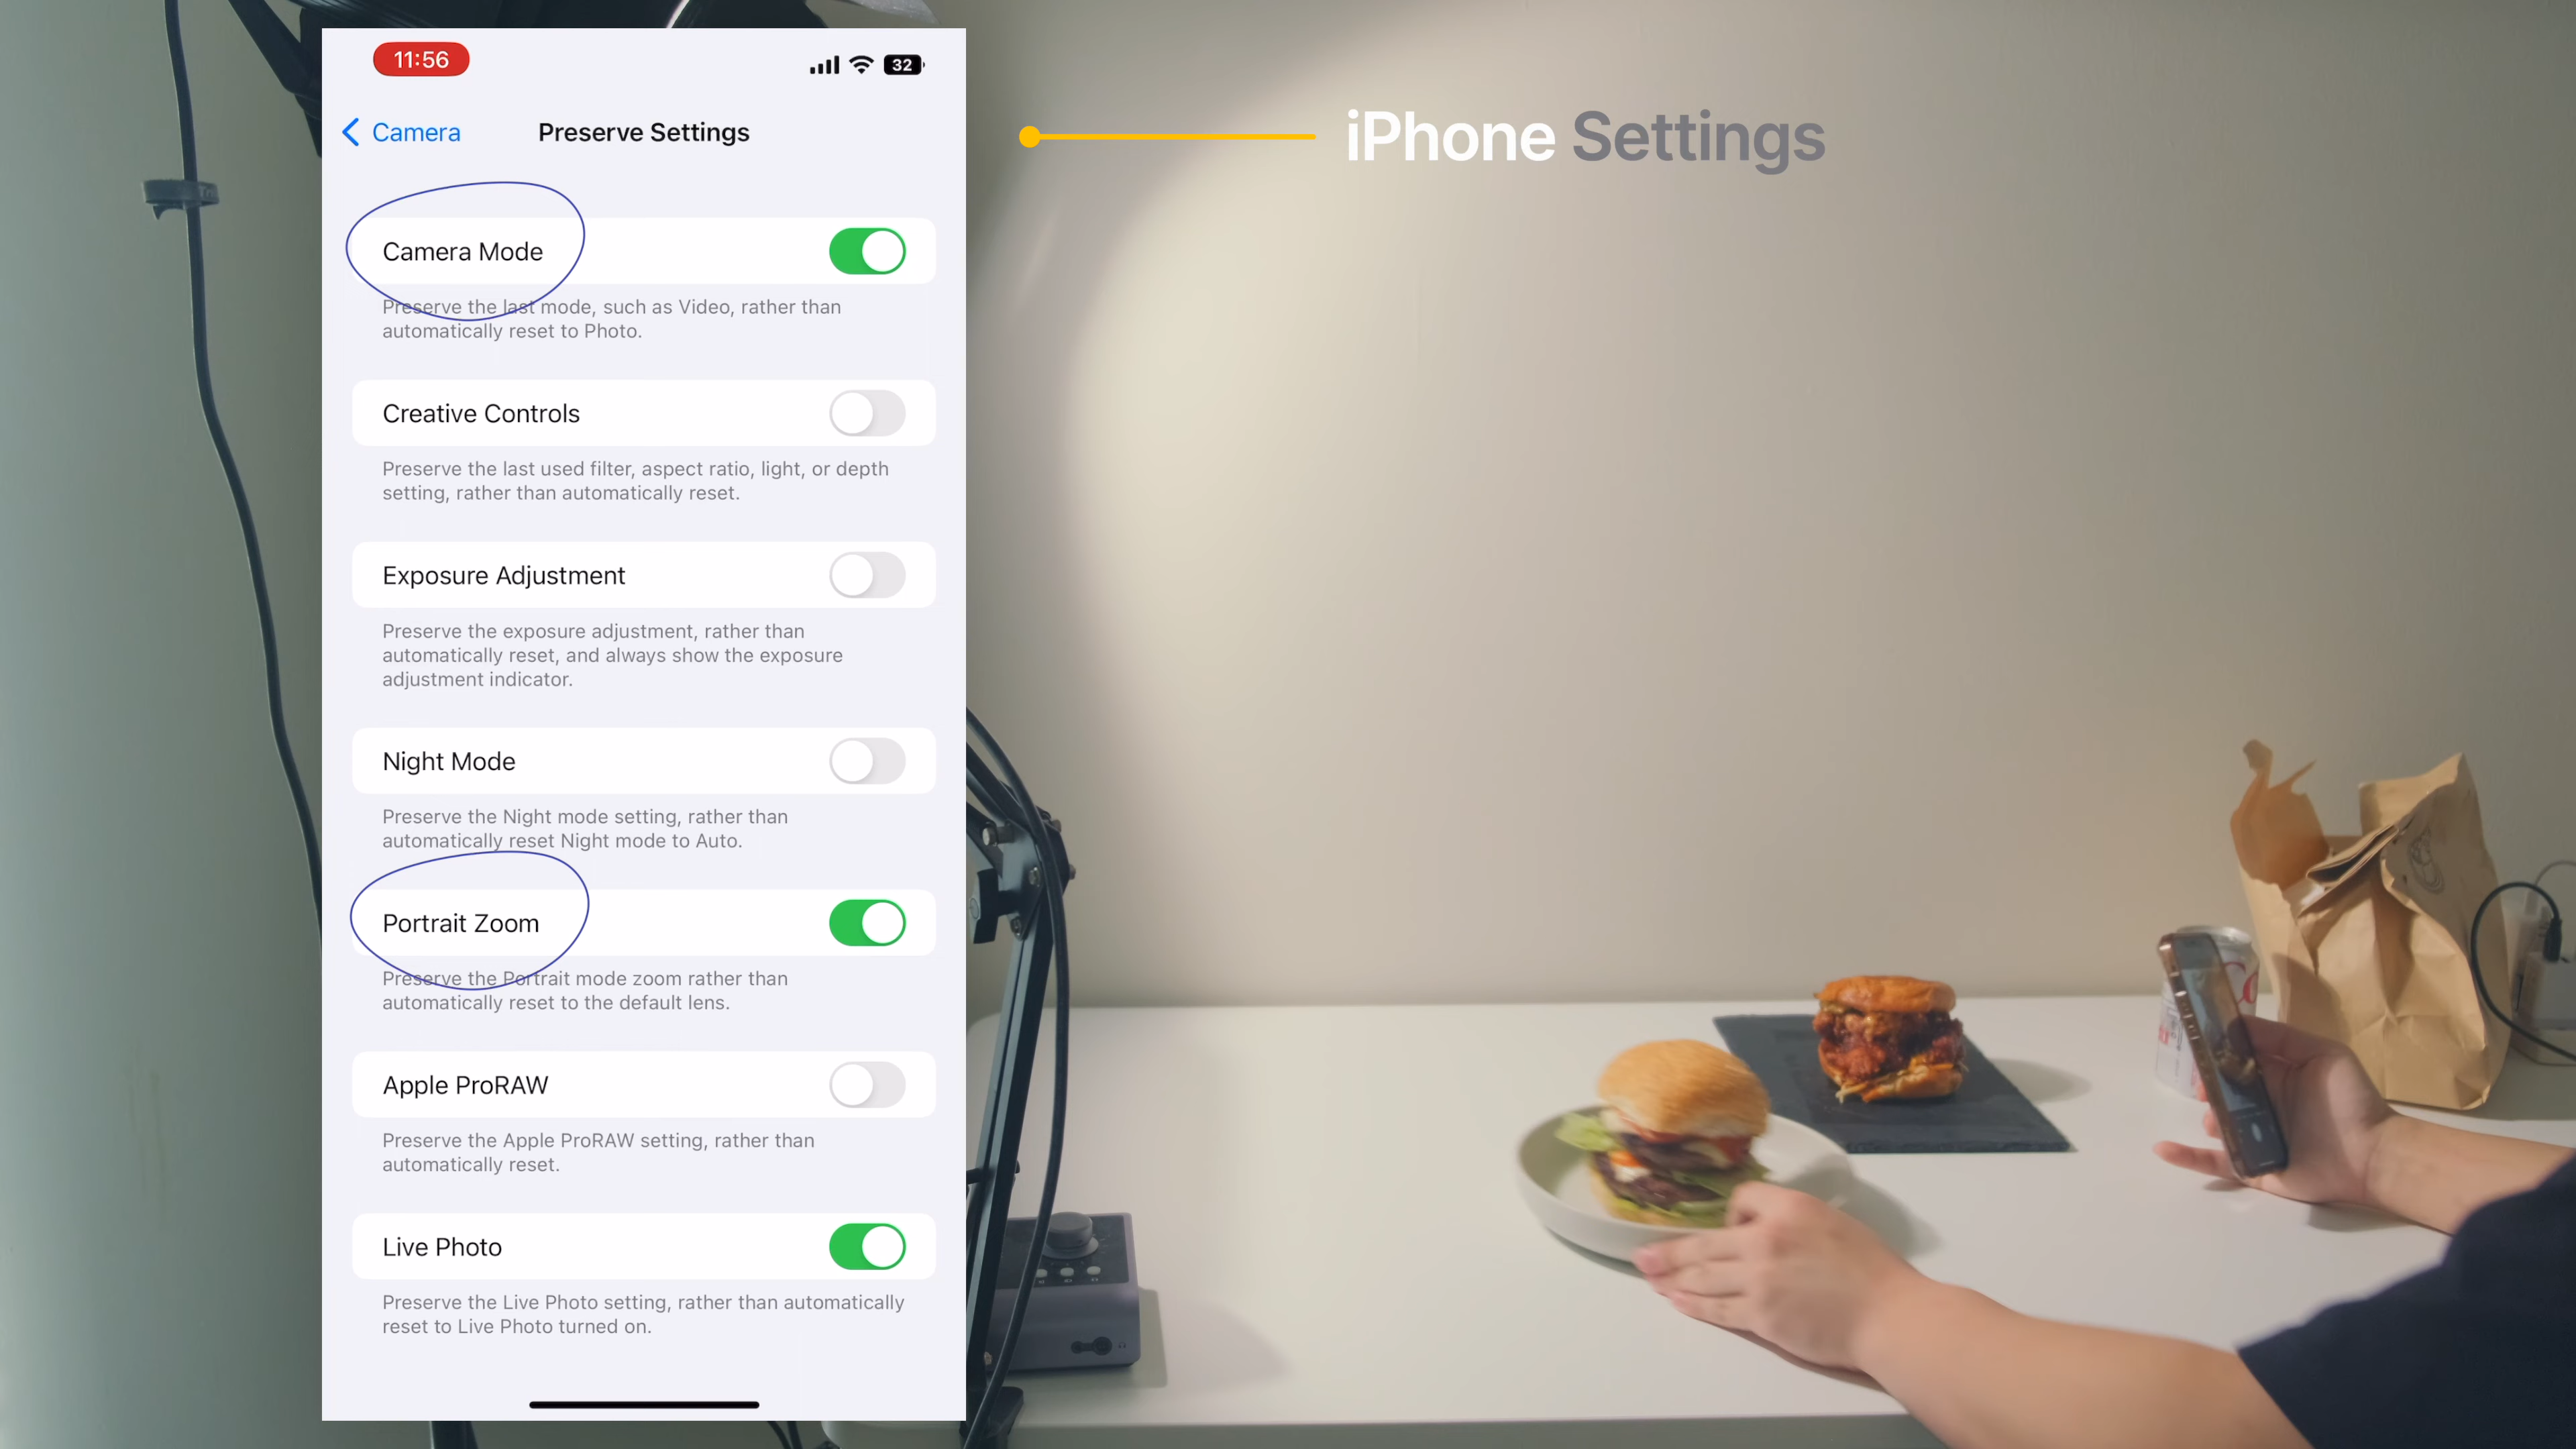 11:56
32
Camera
Preserve Settings
iPhone Settings
Camera Mode
Preserve the last mode, such as Video, rather than
automatically reset to Photo.
Creative Controls
Preserve the last used filter, aspect ratio, light, or depth
setting, rather than automatically reset.
Exposure Adjustment
Preserve the exposure adjustment, rather than
automatically reset, and always show the exposure
adjustment indicator.
Night Mode
Preserve the Night mode setting, rather than
automatically reset Night mode to Auto.
Portrait Zoom
Preserve the Portrait mode zoom rather than
automatically reset to the default lens.
Apple ProRAW
Preserve the Apple ProRAW setting, rather than
automatically reset.
Live Photo
Preserve the Live Photo setting, rather than automatically
reset to Live Photo turned on.